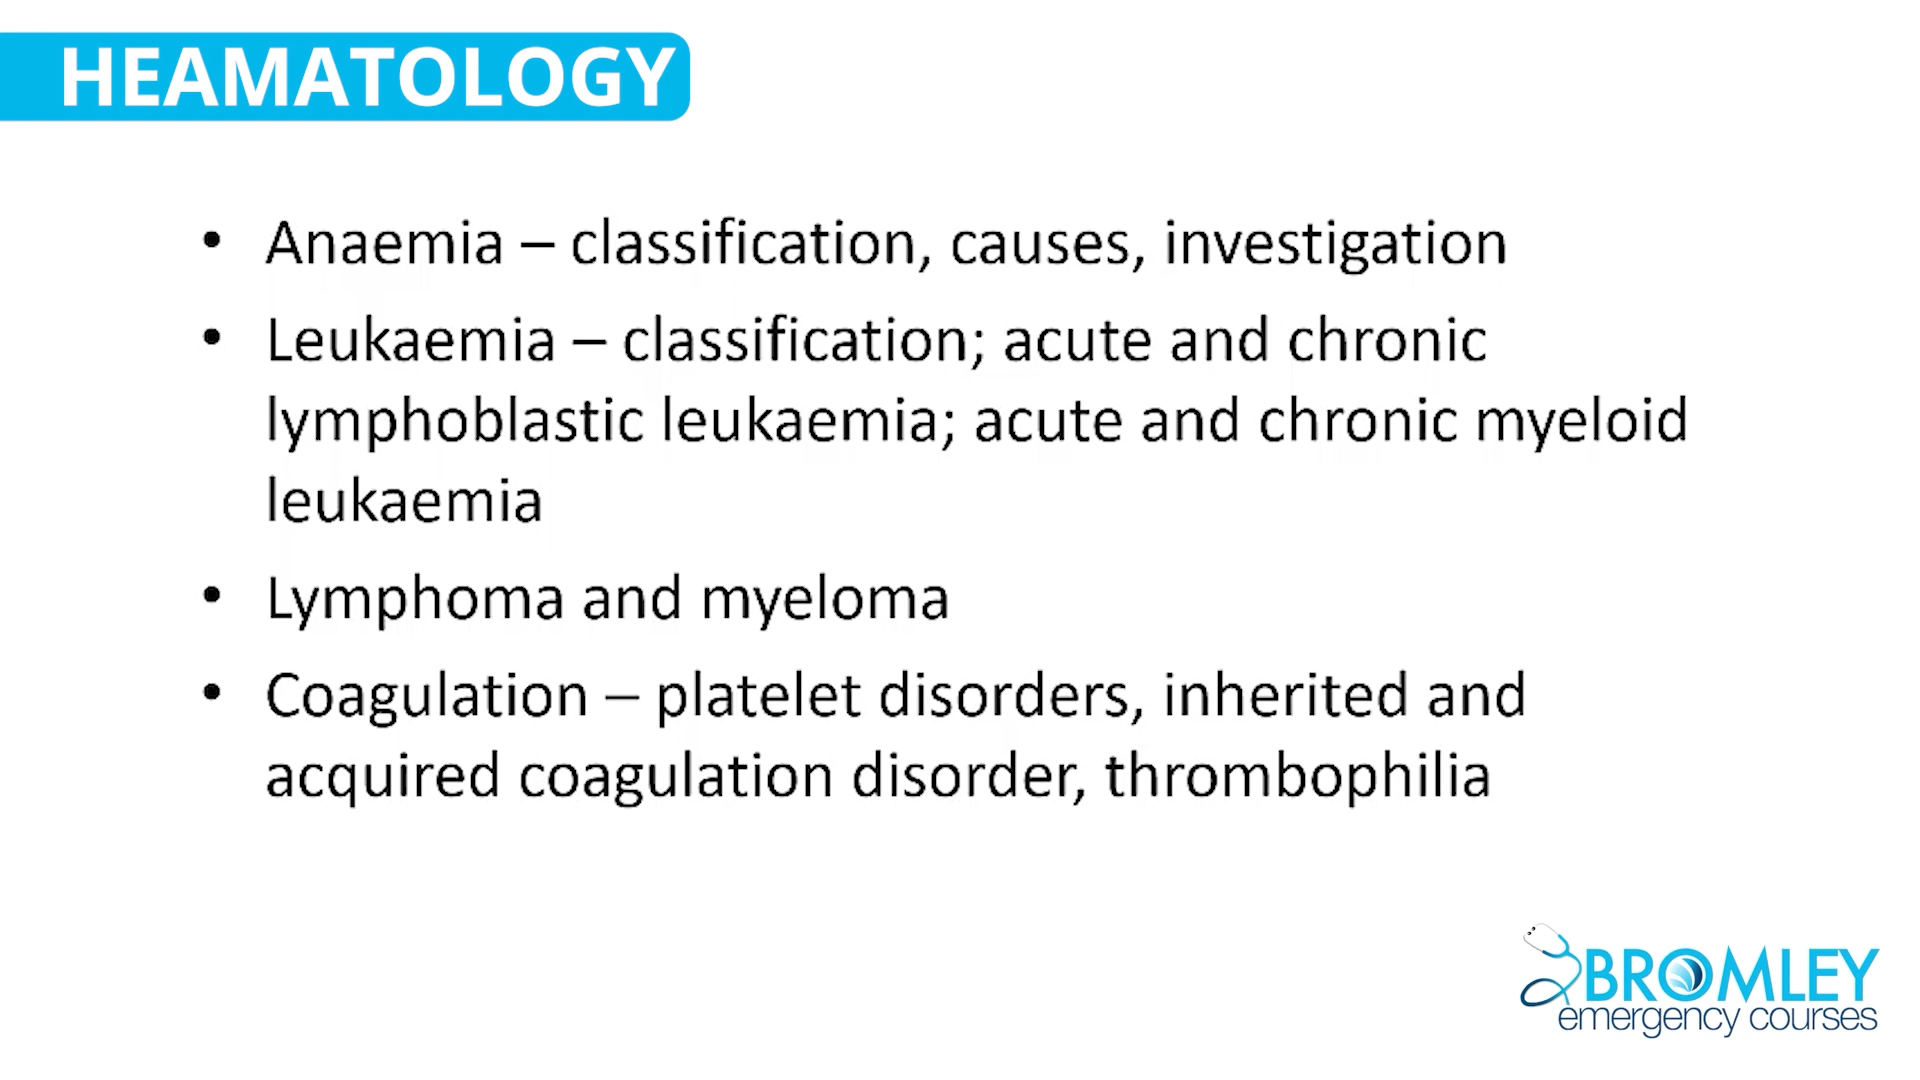 HEAMATOLOGY
• Anaemia – classification, causes, investigation
• Leukaemia – classification; acute and chronic
lymphoblastic leukaemia; acute and chronic myeloid
leukaemia
• Lymphoma and myeloma
• Coagulation – platelet disorders, inherited and
acquired coagulation disorder, thrombophilia
BROMLEY
emergency courses